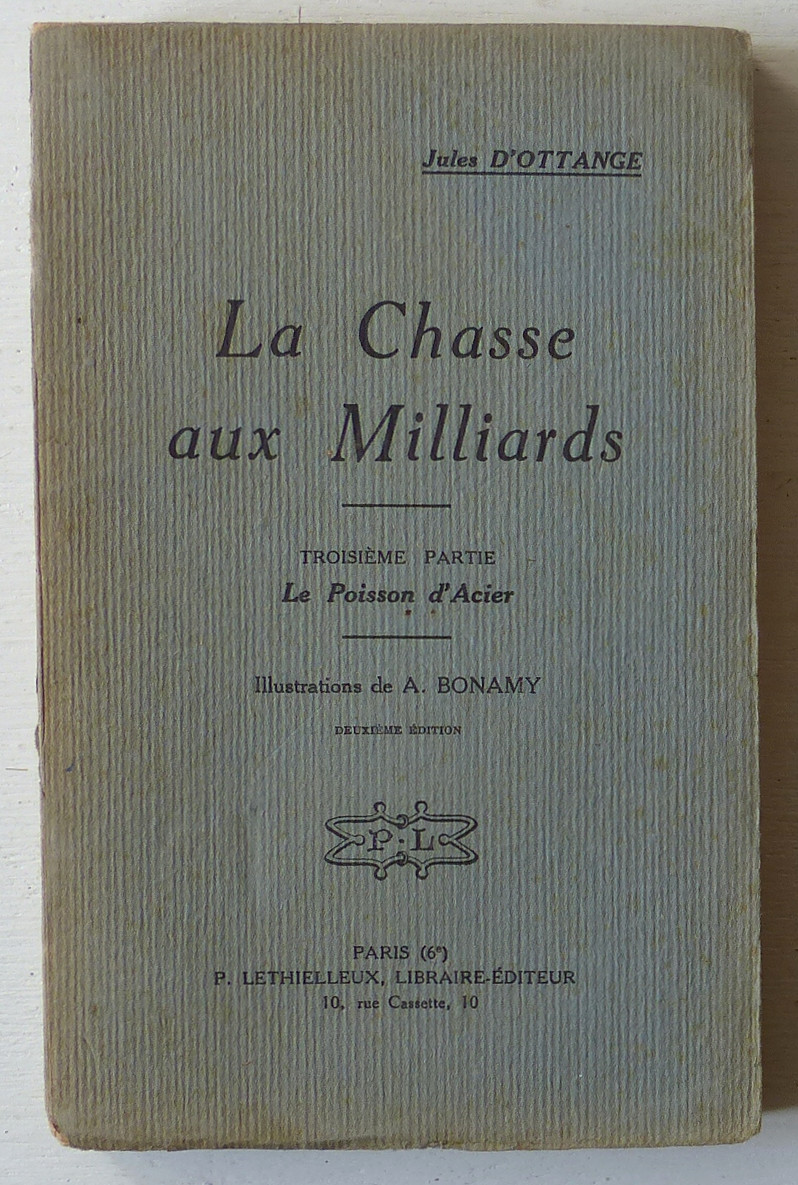 Jules D'OTTANGE
La Chasse
aux Milliards
TROISIÈME PARTIE
Le Poisson d'Acier
Illustrations de A. BONAMY
DEUXIÈME ÉDITION
P·L
PARIS (6e)
P. LETHIELLEUX, LIBRAIRE-ÉDITEUR
10, rue Cassette, 10